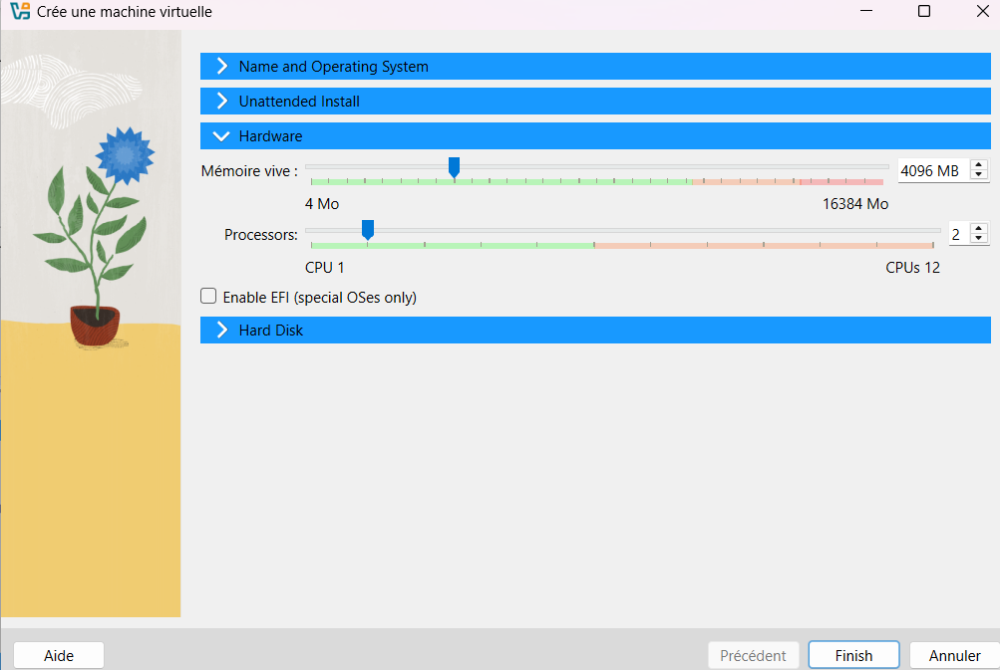 Crée une machine virtuelle
Name and Operating System
Unattended Install
Hardware
Mémoire vive : 4096 MB
4 Mo 16384 Mo
Processors: 2
CPU 1 CPUs 12
Enable EFI (special OSes only)
Hard Disk
Aide Précédent Finish Annuler